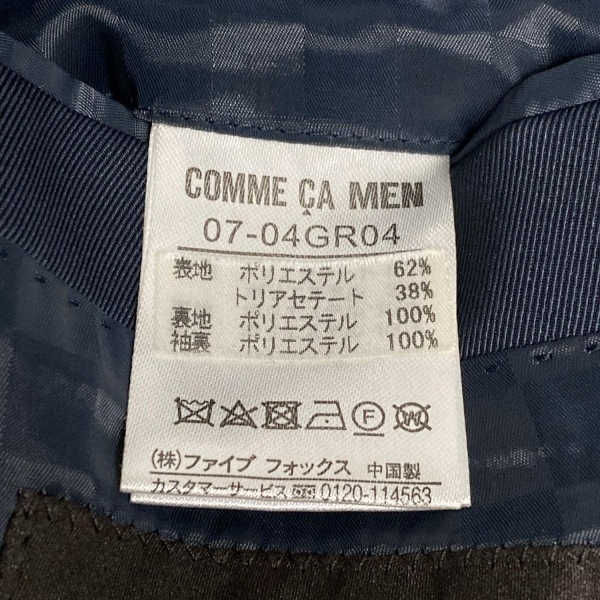 COMME ÇA MEN
07-04GR04
表地 ポリエステル 62%
トリアセテート 38%
裏地 ポリエステル 100%
袖裏 ポリエステル 100%
F W
(株)ファイブ フォックス 中国製
カスタマーサービス 0120-114563